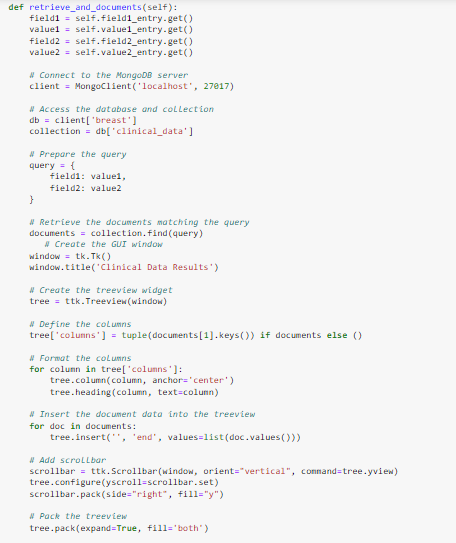 def retrieve_and_documents(self):
    field1 = self.field1_entry.get()
    value1 = self.value1_entry.get()
    field2 = self.field2_entry.get()
    value2 = self.value2_entry.get()

    # Connect to the MongoDB server
    client = MongoClient('localhost', 27017)

    # Access the database and collection
    db = client['breast']
    collection = db['clinical_data']

    # Prepare the query
    query = {
        field1: value1,
        field2: value2
    }

    # Retrieve the documents matching the query
    documents = collection.find(query)
       # Create the GUI window
    window = tk.Tk()
    window.title('Clinical Data Results')

    # Create the treeview widget
    tree = ttk.Treeview(window)

    # Define the columns
    tree['columns'] = tuple(documents[1].keys()) if documents else ()

    # Format the columns
    for column in tree['columns']:
        tree.column(column, anchor='center')
        tree.heading(column, text=column)

    # Insert the document data into the treeview
    for doc in documents:
        tree.insert('', 'end', values=list(doc.values()))

    # Add scrollbar
    scrollbar = ttk.Scrollbar(window, orient="vertical", command=tree.yview)
    tree.configure(yscroll=scrollbar.set)
    scrollbar.pack(side="right", fill="y")

    # Pack the treeview
    tree.pack(expand=True, fill='both')